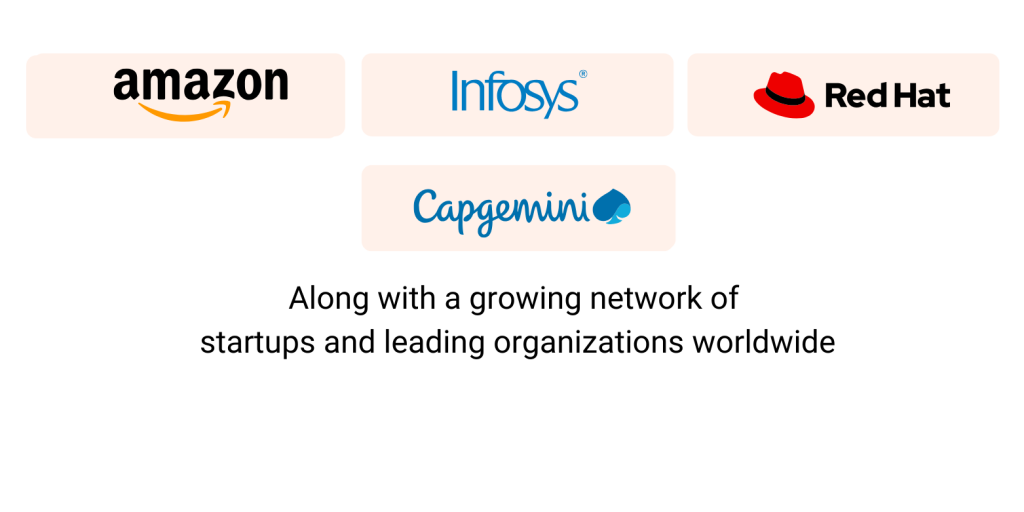 amazon
Infosys®
Red Hat
Capgemini
Along with a growing network of
startups and leading organizations worldwide